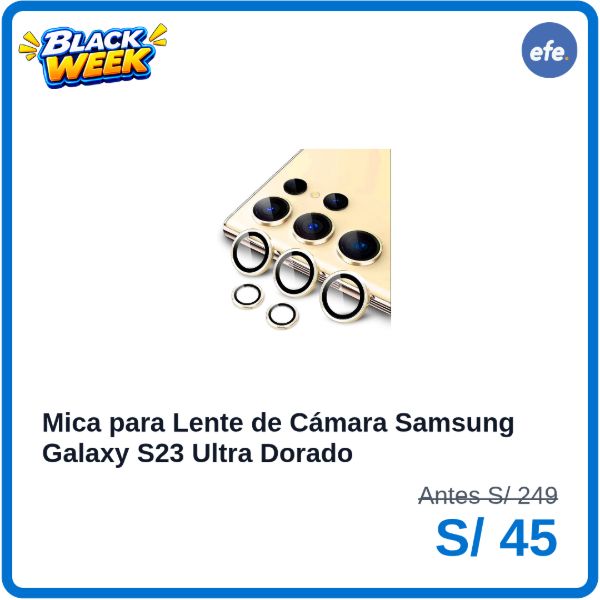 BLACK
WEEK
efe.
Mica para Lente de Cámara Samsung
Galaxy S23 Ultra Dorado
Antes S/ 249
S/ 45